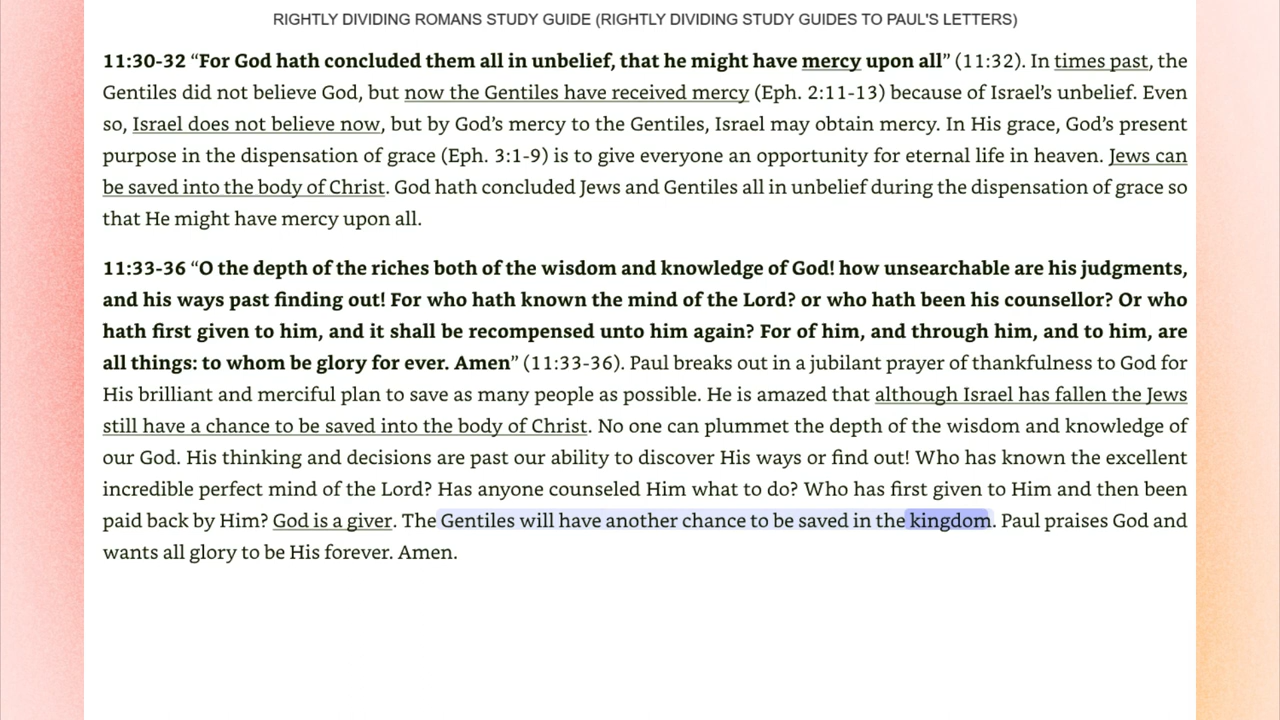 RIGHTLY DIVIDING ROMANS STUDY GUIDE (RIGHTLY DIVIDING STUDY GUIDES TO PAUL'S LETTERS)
11:30-32 “For God hath concluded them all in unbelief, that he might have mercy upon all” (11:32). In times past, the
Gentiles did not believe God, but now the Gentiles have received mercy (Eph. 2:11-13) because of Israel’s unbelief. Even
so, Israel does not believe now, but by God’s mercy to the Gentiles, Israel may obtain mercy. In His grace, God’s present
purpose in the dispensation of grace (Eph. 3:1-9) is to give everyone an opportunity for eternal life in heaven. Jews can
be saved into the body of Christ. God hath concluded Jews and Gentiles all in unbelief during the dispensation of grace so
that He might have mercy upon all.
11:33-36 “O the depth of the riches both of the wisdom and knowledge of God! how unsearchable are his judgments,
and his ways past finding out! For who hath known the mind of the Lord? or who hath been his counsellor? Or who
hath first given to him, and it shall be recompensed unto him again? For of him, and through him, and to him, are
all things: to whom be glory for ever. Amen” (11:33-36). Paul breaks out in a jubilant prayer of thankfulness to God for
His brilliant and merciful plan to save as many people as possible. He is amazed that although Israel has fallen the Jews
still have a chance to be saved into the body of Christ. No one can plummet the depth of the wisdom and knowledge of
our God. His thinking and decisions are past our ability to discover His ways or find out! Who has known the excellent
incredible perfect mind of the Lord? Has anyone counseled Him what to do? Who has first given to Him and then been
paid back by Him? God is a giver. The Gentiles will have another chance to be saved in the kingdom. Paul praises God and
wants all glory to be His forever. Amen.